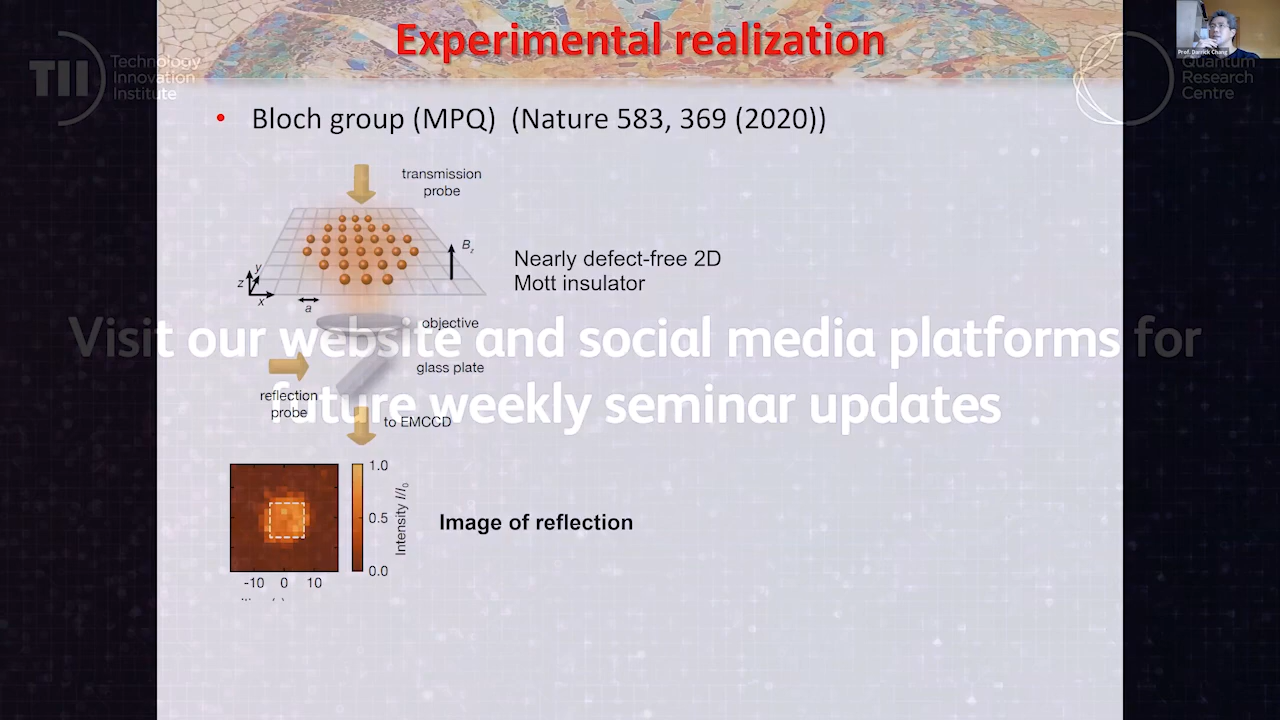 Experimental realization
TII
Technology
Innovation
Institute
Prof. Darrick Chang
Quantum
Research
Centre
• Bloch group (MPQ) (Nature 583, 369 (2020))
transmission
probe
B z
z
y
x
a
Nearly defect-free 2D
Mott insulator
objective
glass plate
reflection
probe
to EMCCD
Visit our website and social media platforms for
future weekly seminar updates
1.0
0.5
0.0
Intensity I/I0
-10 0 10
Image of reflection